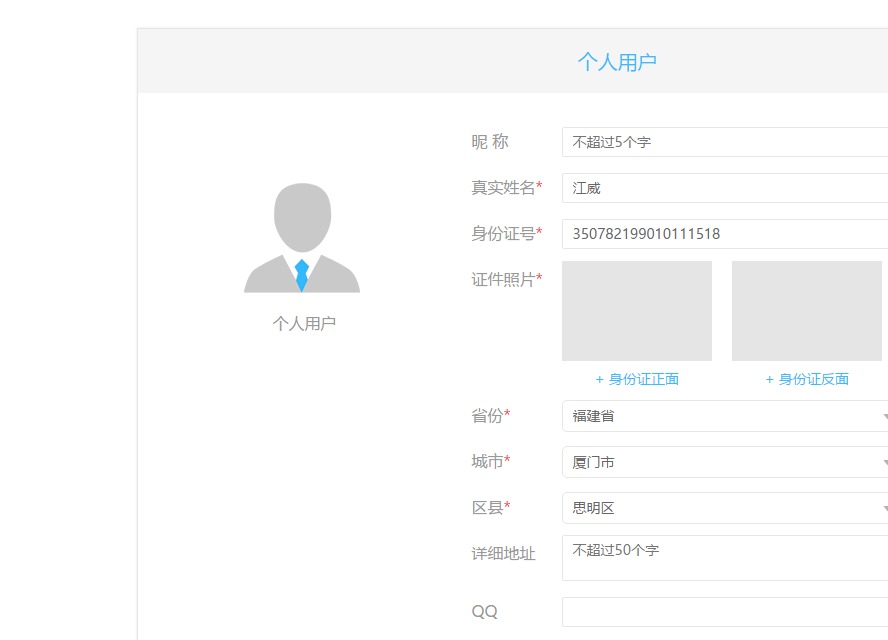 个人用户
昵 称
不超过5个字
真实姓名*
江威
身份证号*
350782199010111518
证件照片*
+ 身份证正面
+ 身份证反面
个人用户
省份*
福建省
城市*
厦门市
区县*
思明区
详细地址
不超过50个字
QQ